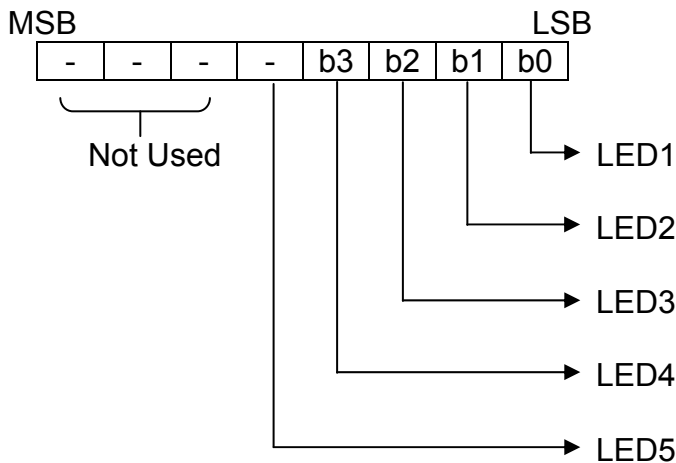 MSB LSB
- - - - b3 b2 b1 b0
Not Used
LED1
LED2
LED3
LED4
LED5